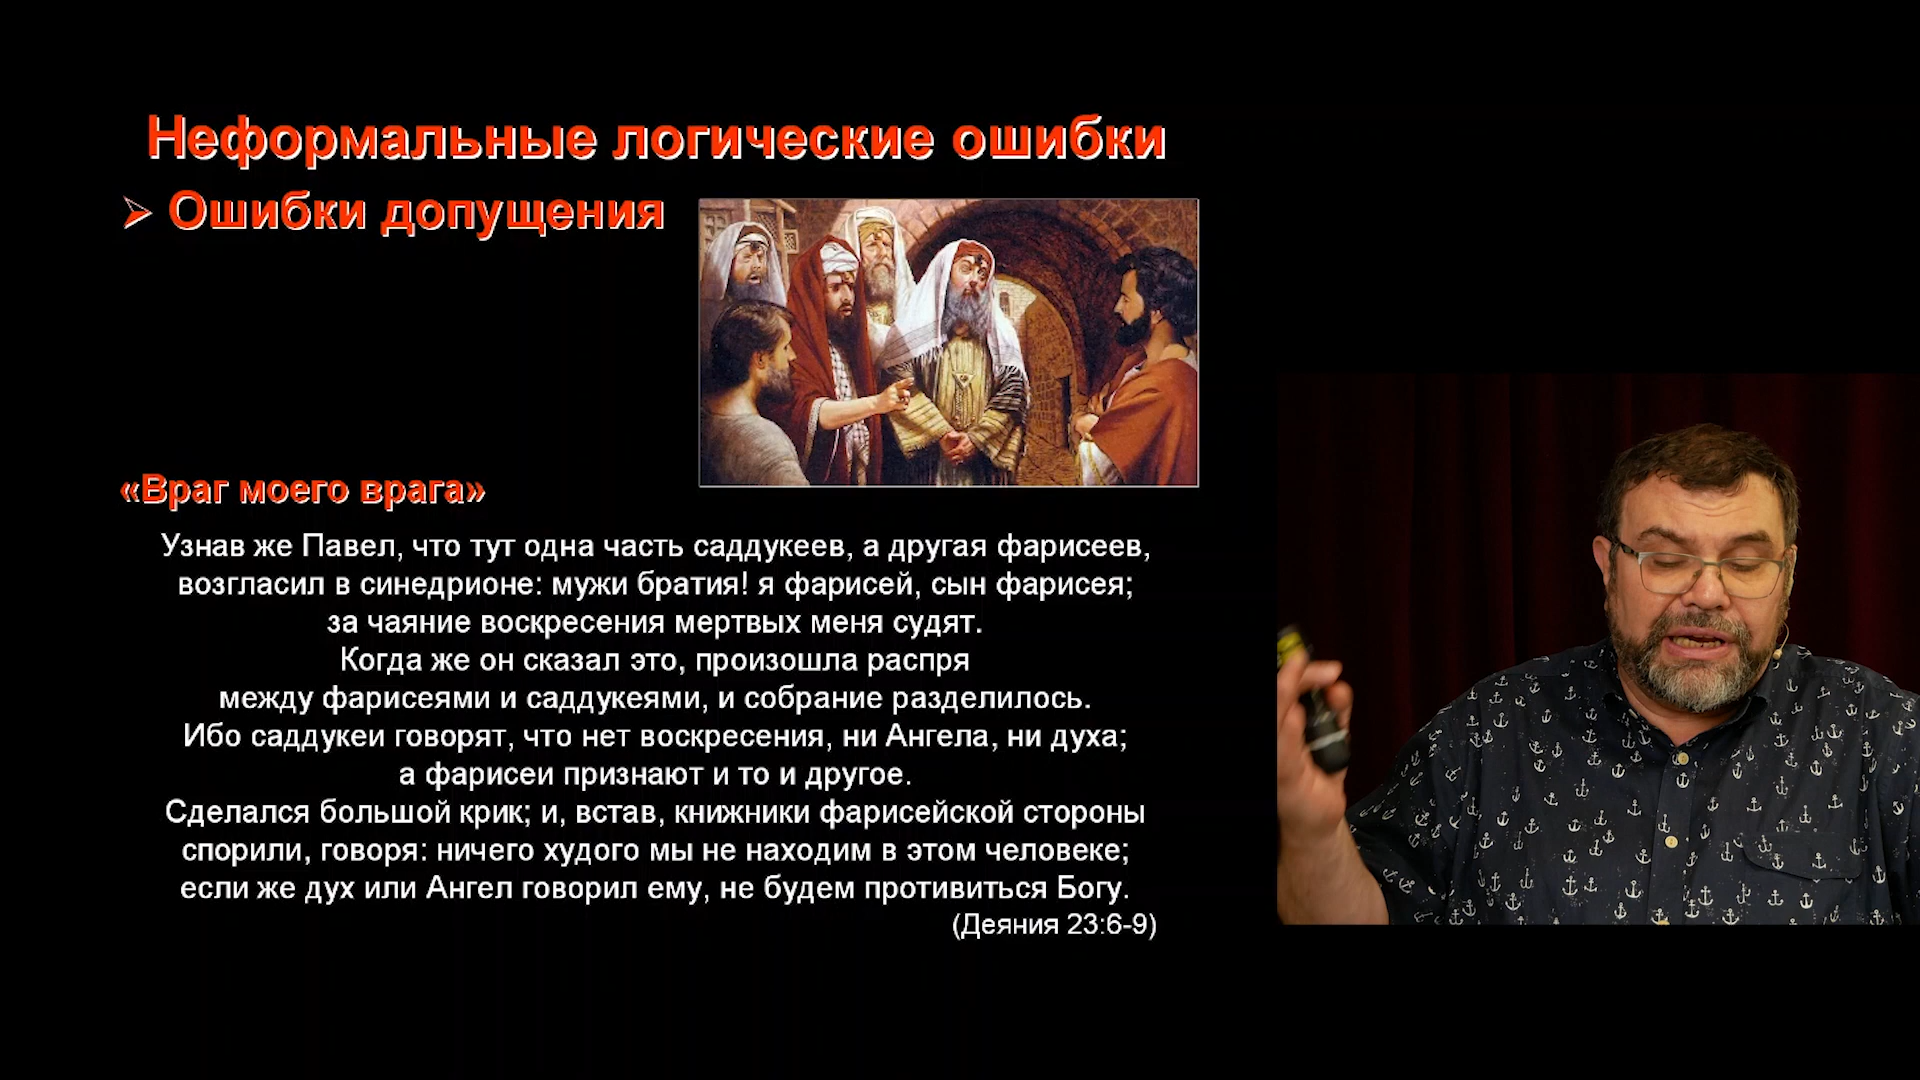 Неформальные логические ошибки
Ошибки допущения
«Враг моего врага»
Узнав же Павел, что тут одна часть саддукеев, а другая фарисеев,
возгласил в синедрионе: мужи братия! я фарисей, сын фарисея;
за чаяние воскресения мертвых меня судят.
Когда же он сказал это, произошла распря
между фарисеями и саддукеями, и собрание разделилось.
Ибо саддукеи говорят, что нет воскресения, ни Ангела, ни духа;
а фарисеи признают и то и другое.
Сделался большой крик; и, встав, книжники фарисейской стороны
спорили, говоря: ничего худого мы не находим в этом человеке;
если же дух или Ангел говорил ему, не будем противиться Богу.
(Деяния 23:6-9)